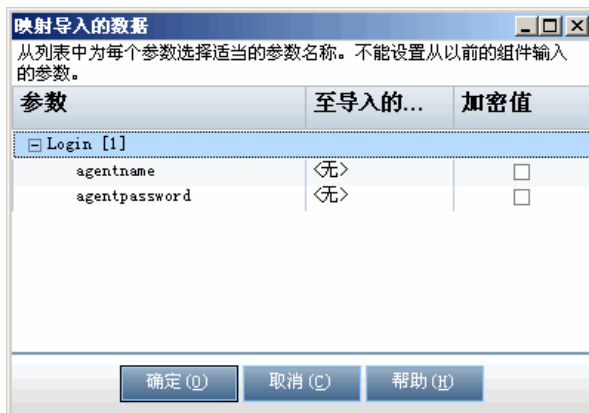 映射导入的数据
从列表中为每个参数选择适当的参数名称。不能设置从以前的组件输入
的参数。
参数 至导入的... 加密值
Login [1]
agentname <无>
agentpassword <无>
确定(O) 取消(C) 帮助(H)